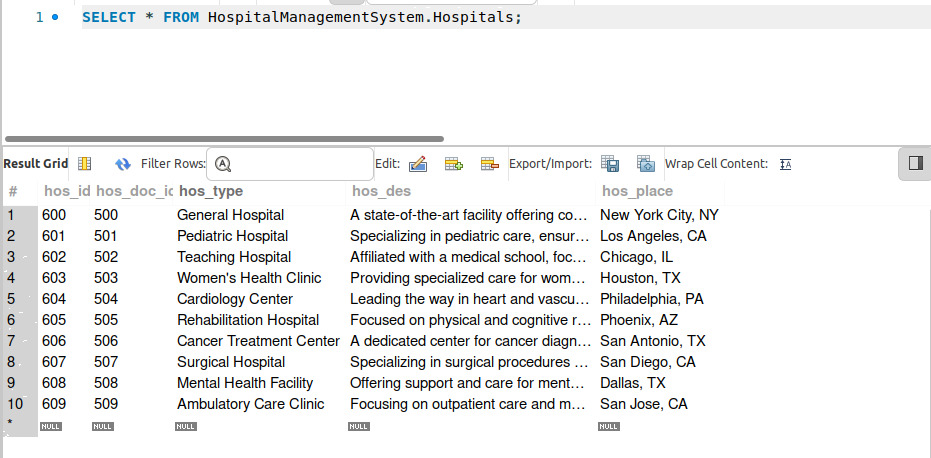 1 SELECT * FROM HospitalManagementSystem.Hospitals;
Result Grid Filter Rows: Edit: Export/Import: Wrap Cell Content:
# hos_id hos_doc_id hos_type hos_des hos_place
1 600 500 General Hospital A state-of-the-art facility offering co... New York City, NY
2 601 501 Pediatric Hospital Specializing in pediatric care, ensur... Los Angeles, CA
3 602 502 Teaching Hospital Affiliated with a medical school, foc... Chicago, IL
4 603 503 Women's Health Clinic Providing specialized care for wom... Houston, TX
5 604 504 Cardiology Center Leading the way in heart and vascu... Philadelphia, PA
6 605 505 Rehabilitation Hospital Focused on physical and cognitive r... Phoenix, AZ
7 606 506 Cancer Treatment Center A dedicated center for cancer diagn... San Antonio, TX
8 607 507 Surgical Hospital Specializing in surgical procedures ... San Diego, CA
9 608 508 Mental Health Facility Offering support and care for ment... Dallas, TX
10 609 509 Ambulatory Care Clinic Focusing on outpatient care and m... San Jose, CA
* NULL NULL NULL NULL NULL